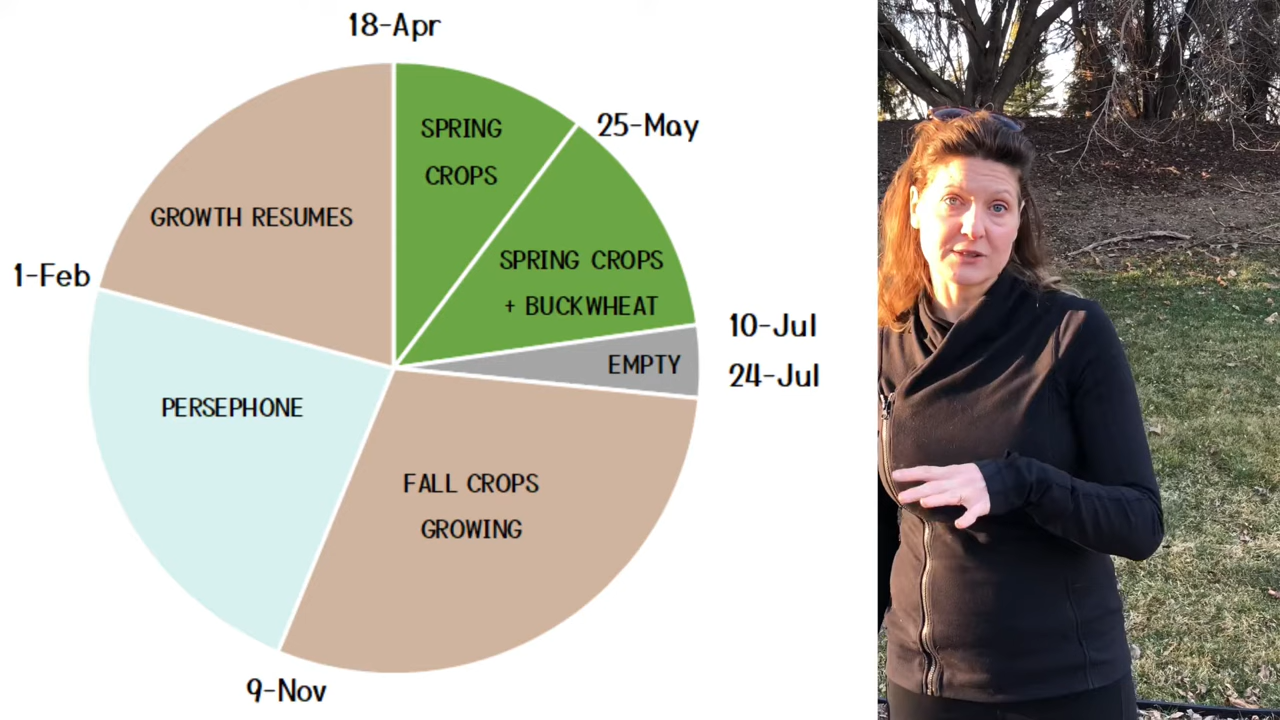 18-Apr
SPRING
CROPS
25-May
GROWTH RESUMES
SPRING CROPS
+ BUCKWHEAT
1-Feb
10-Jul
EMPTY
24-Jul
PERSEPHONE
FALL CROPS
GROWING
9-Nov